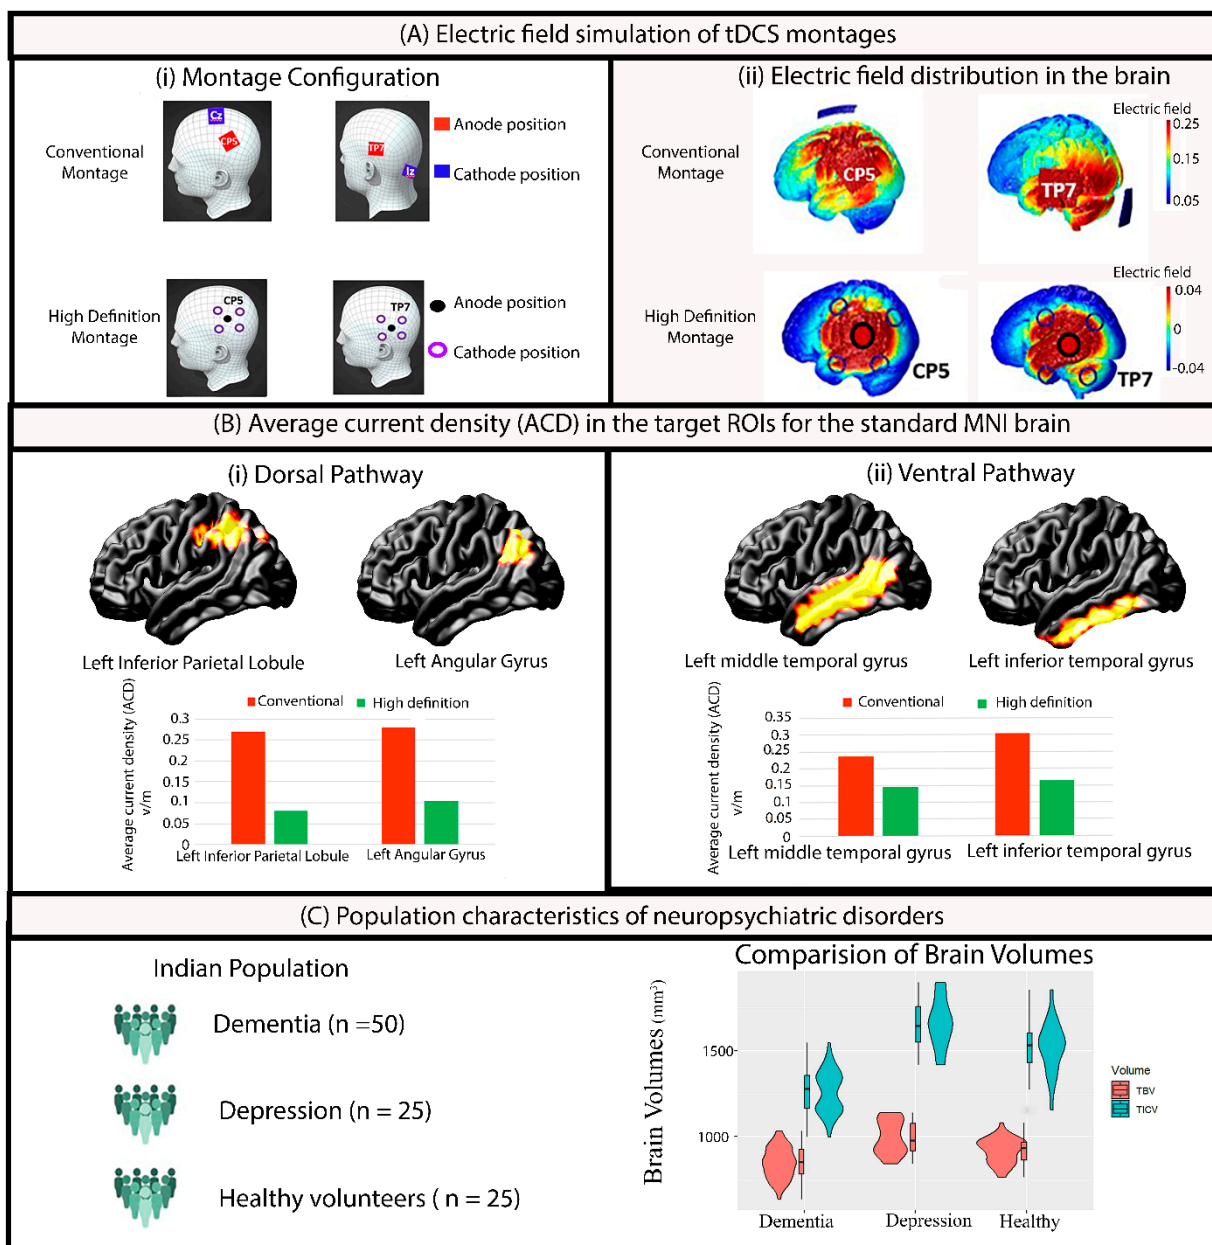 (A) Electric field simulation of tDCS montages
(i) Montage Configuration
Conventional
Montage
Cz
CP5
TP7
Iz
Anode position
Cathode position
High Definition
Montage
CP5
TP7
Anode position
Cathode position
(ii) Electric field distribution in the brain
Conventional
Montage
CP5
TP7
Electric field
0.25
0.15
0.05
High Definition
Montage
CP5
TP7
Electric field
0.04
0
-0.04
(B) Average current density (ACD) in the target ROIs for the standard MNI brain
(i) Dorsal Pathway
Left Inferior Parietal Lobule
Left Angular Gyrus
Conventional
High definition
Average current density (ACD)
v/m
0.3
0.25
0.2
0.15
0.1
0.05
0
Left Inferior Parietal Lobule
Left Angular Gyrus
(ii) Ventral Pathway
Left middle temporal gyrus
Left inferior temporal gyrus
Conventional
High definition
Average current density (ACD)
v/m
0.35
0.3
0.25
0.2
0.15
0.1
0.05
0
Left middle temporal gyrus
Left inferior temporal gyrus
(C) Population characteristics of neuropsychiatric disorders
Indian Population
Dementia (n =50)
Depression (n = 25)
Healthy volunteers ( n = 25)
Comparision of Brain Volumes
Brain Volumes (mm³)
1500
1000
Dementia
Depression
Healthy
Volume
TBV
TICV